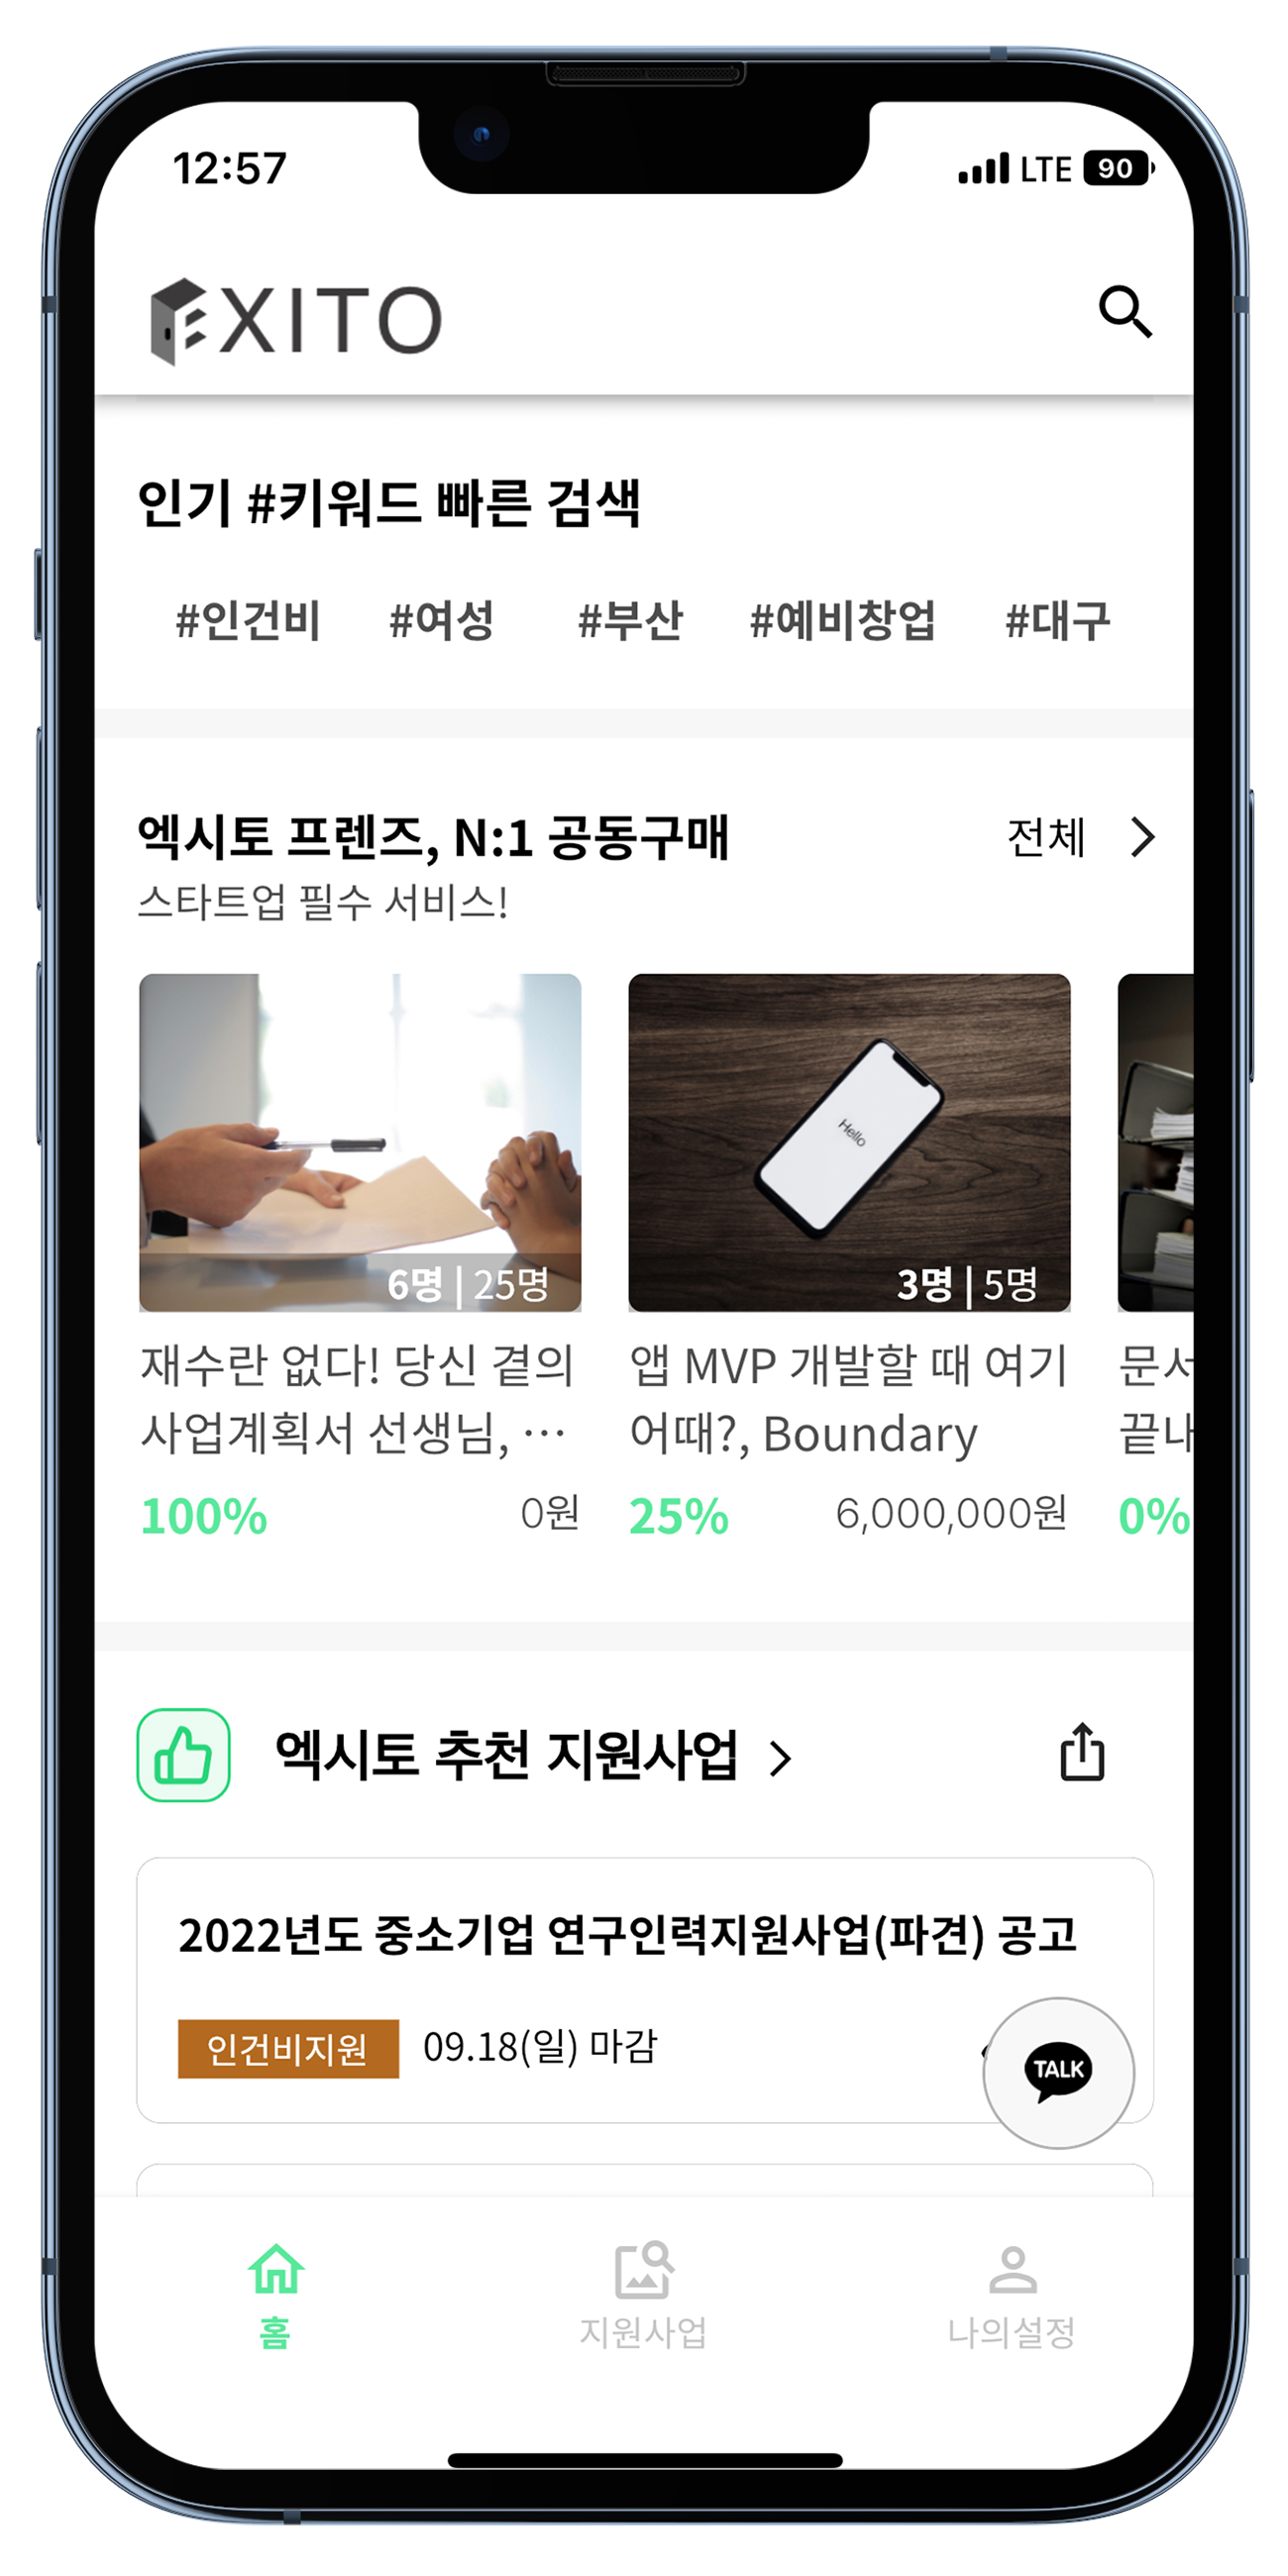 12:57
LTE 90
EXITO
인기 #키워드 빠른 검색
#인건비 #여성 #부산 #예비창업 #대구
엑시토 프렌즈, N:1 공동구매 전체
스타트업 필수 서비스!
Hello
6명 | 25명
3명 | 5명
재수란 없다! 당신 곁의
사업계획서 선생님, ···
100% 0원
앱 MVP 개발할 때 여기
어때?, Boundary
25% 6,000,000원
문서
끝내
0%
엑시토 추천 지원사업
2022년도 중소기업 연구인력지원사업(파견) 공고
인건비지원 09.18(일) 마감
TALK
홈 지원사업 나의설정